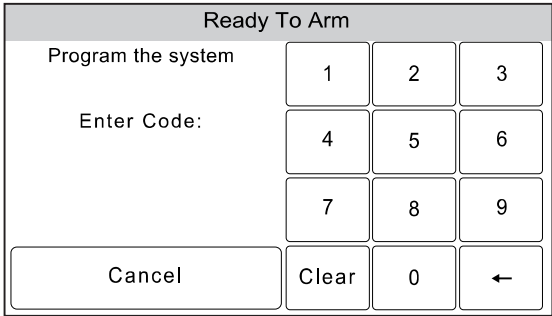 Ready To Arm
Program the system
Enter Code:
1 2 3
4 5 6
7 8 9
Cancel Clear 0 ←